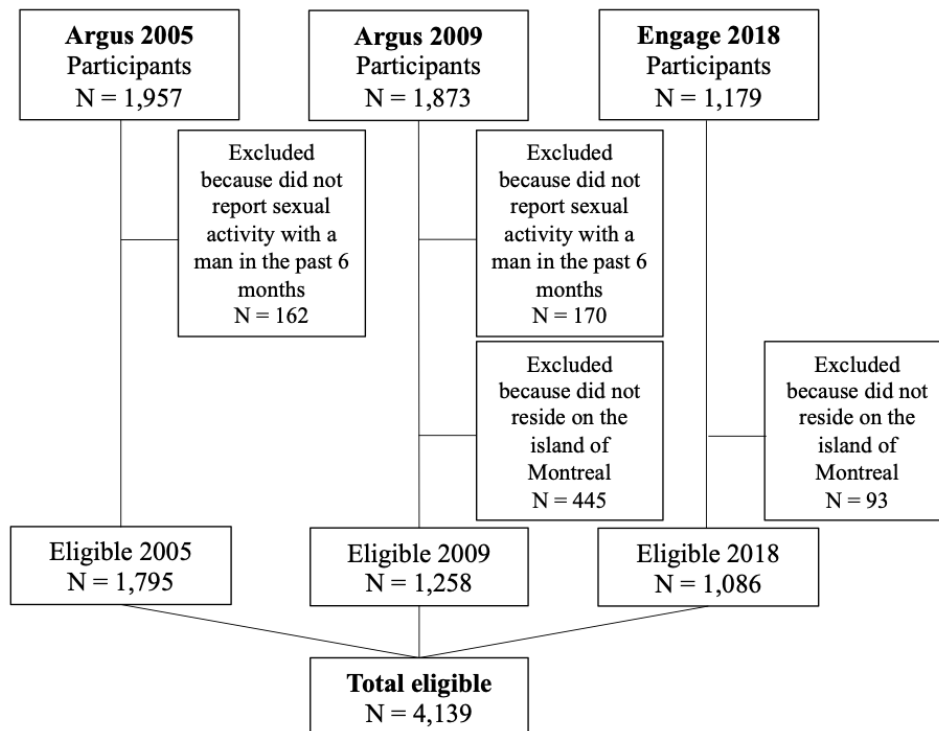 Argus 2005
Participants
N = 1,957
Argus 2009
Participants
N = 1,873
Engage 2018
Participants
N = 1,179
Excluded
because did not
report sexual
activity with a
man in the past 6
months
N = 162
Excluded
because did not
report sexual
activity with a
man in the past 6
months
N = 170
Excluded
because did not
reside on the
island of
Montreal
N = 445
Excluded
because did not
reside on the
island of
Montreal
N = 93
Eligible 2005
N = 1,795
Eligible 2009
N = 1,258
Eligible 2018
N = 1,086
Total eligible
N = 4,139